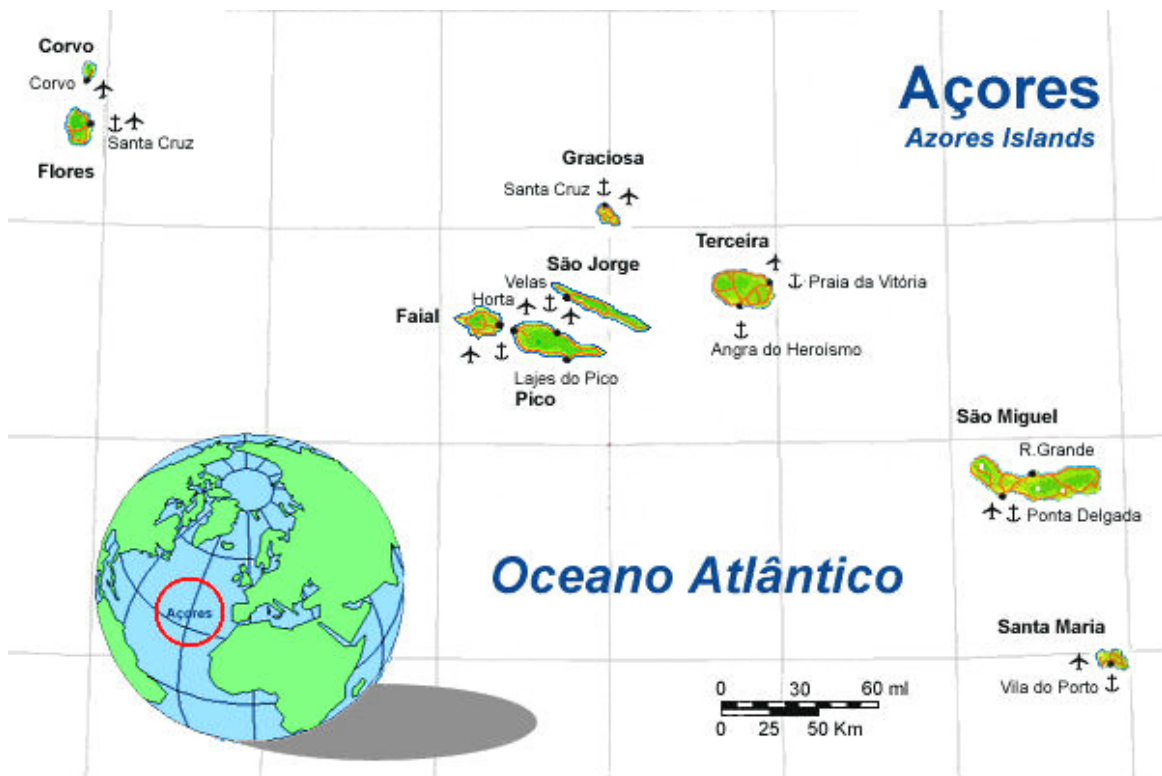 Corvo
Corvo
Santa Cruz
Flores
Açores
Azores Islands
Graciosa
Santa Cruz
Terceira
Praia da Vitória
Angra do Heroísmo
São Jorge
Velas
Horta
Faial
Lajes do Pico
Pico
São Miguel
R.Grande
Ponta Delgada
Açores
Oceano Atlântico
Santa Maria
Vila do Porto
0 30 60 ml
0 25 50 Km